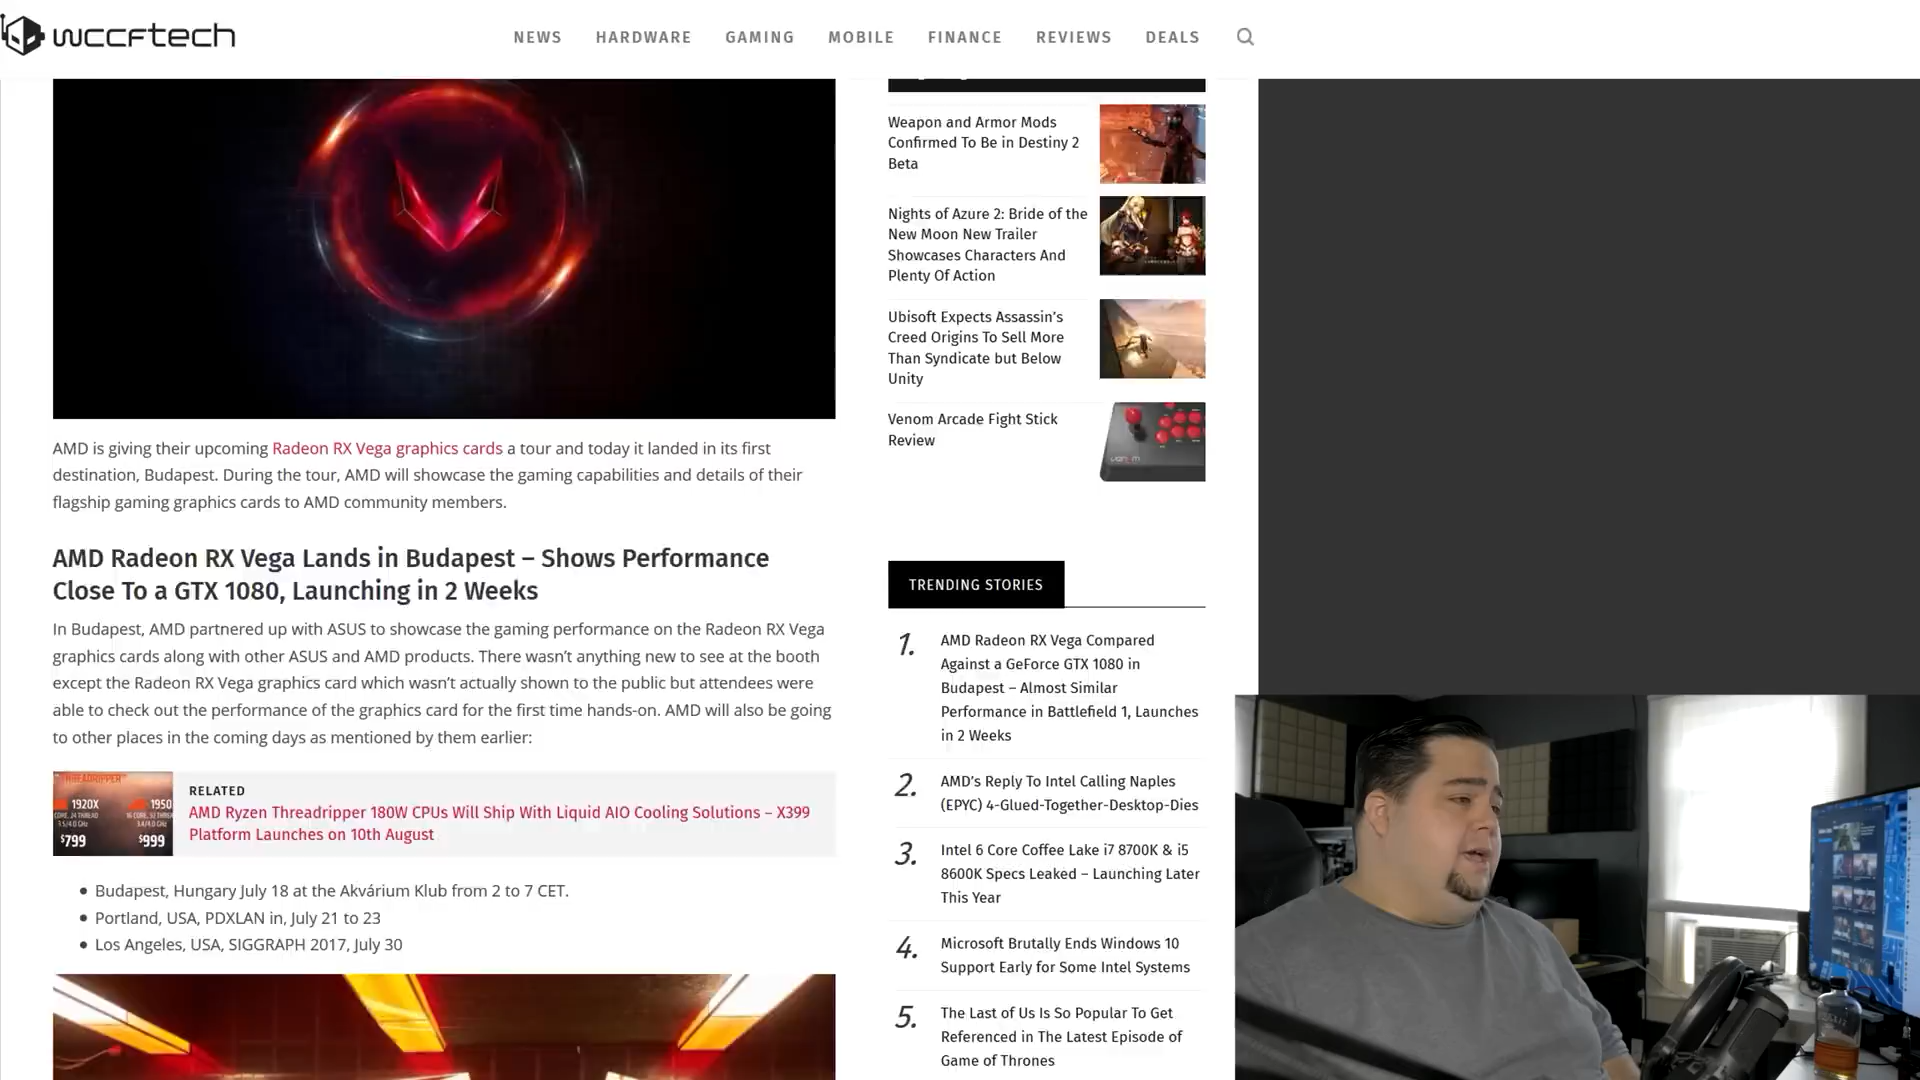 wccftech
NEWS HARDWARE GAMING MOBILE FINANCE REVIEWS DEALS
AMD is giving their upcoming Radeon RX Vega graphics cards a tour and today it landed in its first
destination, Budapest. During the tour, AMD will showcase the gaming capabilities and details of their
flagship gaming graphics cards to AMD community members.
AMD Radeon RX Vega Lands in Budapest – Shows Performance
Close To a GTX 1080, Launching in 2 Weeks
In Budapest, AMD partnered up with ASUS to showcase the gaming performance on the Radeon RX Vega
graphics cards along with other ASUS and AMD products. There wasn’t anything new to see at the booth
except the Radeon RX Vega graphics card which wasn’t actually shown to the public but attendees were
able to check out the performance of the graphics card for the first time hands-on. AMD will also be going
to other places in the coming days as mentioned by them earlier:
THREADRIPPER
1920X 1950
$799 $999
RELATED
AMD Ryzen Threadripper 180W CPUs Will Ship With Liquid AIO Cooling Solutions – X399
Platform Launches on 10th August
• Budapest, Hungary July 18 at the Akvárium Klub from 2 to 7 CET.
• Portland, USA, PDXLAN in, July 21 to 23
• Los Angeles, USA, SIGGRAPH 2017, July 30
Weapon and Armor Mods
Confirmed To Be in Destiny 2
Beta
Nights of Azure 2: Bride of the
New Moon New Trailer
Showcases Characters And
Plenty Of Action
Ubisoft Expects Assassin’s
Creed Origins To Sell More
Than Syndicate but Below
Unity
Venom Arcade Fight Stick
Review
TRENDING STORIES
1. AMD Radeon RX Vega Compared
Against a GeForce GTX 1080 in
Budapest – Almost Similar
Performance in Battlefield 1, Launches
in 2 Weeks
2. AMD’s Reply To Intel Calling Naples
(EPYC) 4-Glued-Together-Desktop-Dies
3. Intel 6 Core Coffee Lake i7 8700K & i5
8600K Specs Leaked – Launching Later
This Year
4. Microsoft Brutally Ends Windows 10
Support Early for Some Intel Systems
5. The Last of Us Is So Popular To Get
Referenced in The Latest Episode of
Game of Thrones